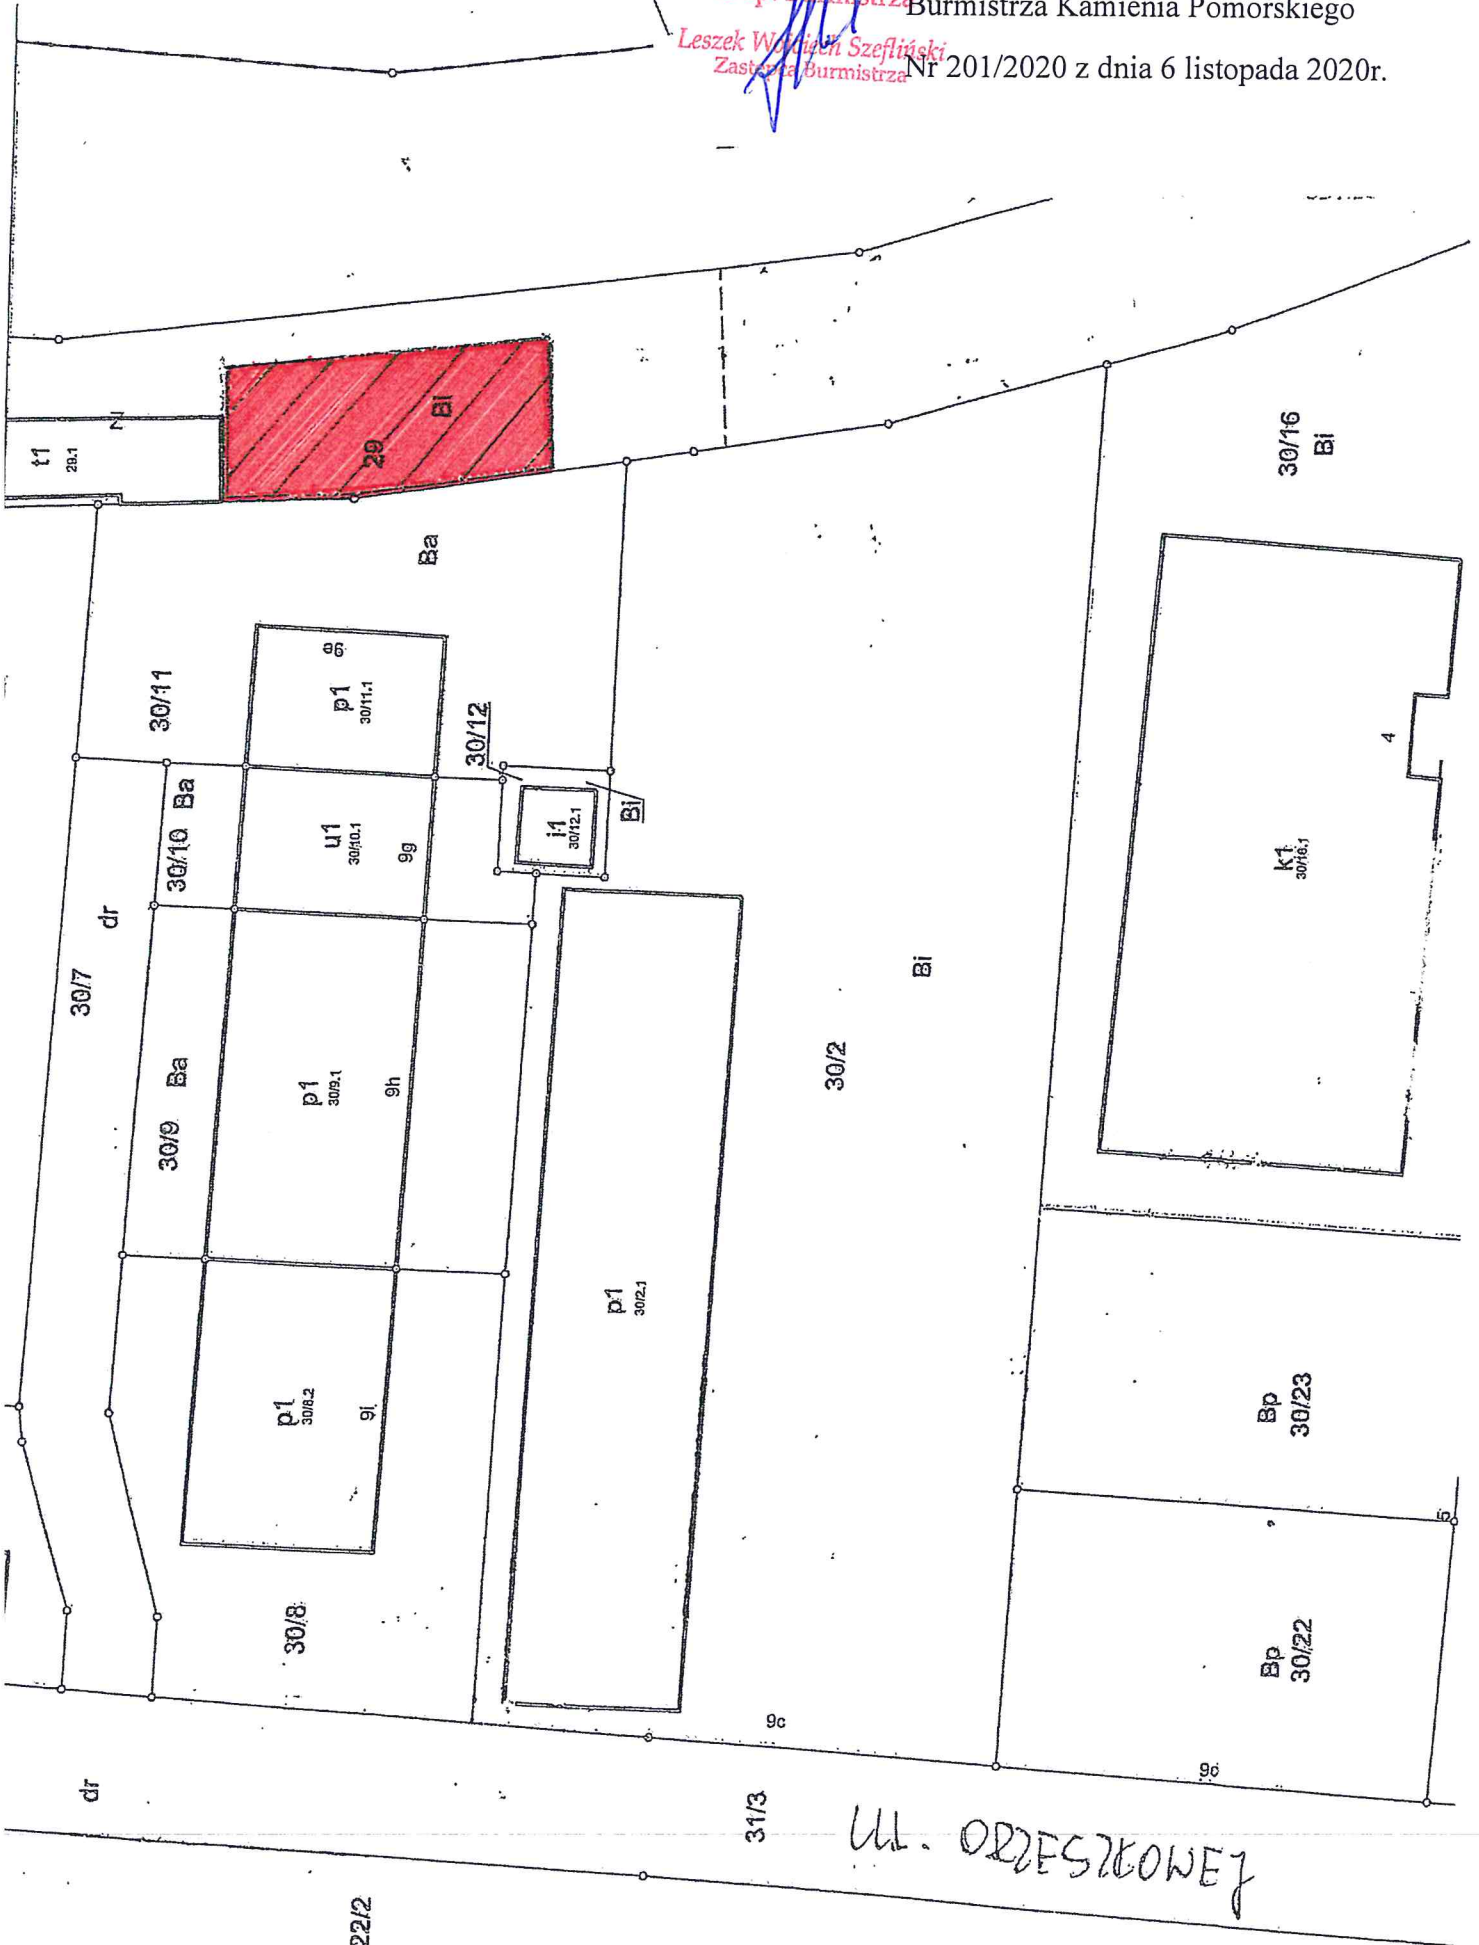 Burmistrza Kamienia Pomorskiego
Leszek Wojciech Szefliński
Zastępca Burmistrza
Nr 201/2020 z dnia 6 listopada 2020r.
t1
29.1
29
Bi
30/16
Bi
Ba
30/11
9e
p1
30/11.1
30/12
Bi
i1
30/12.1
30/10 Ba
u1
30/10.1
9g
4
k1
30/16.1
dr
30/7
Bi
30/2
30/9 Ba
p1
30/9.1
9h
p1
30/2.1
p1
30/8.2
9i
Bp
30/23
5
30/8
Bp
30/22
9c
9d
dr
31/3
ul. ORZESZKOWEJ
22/2